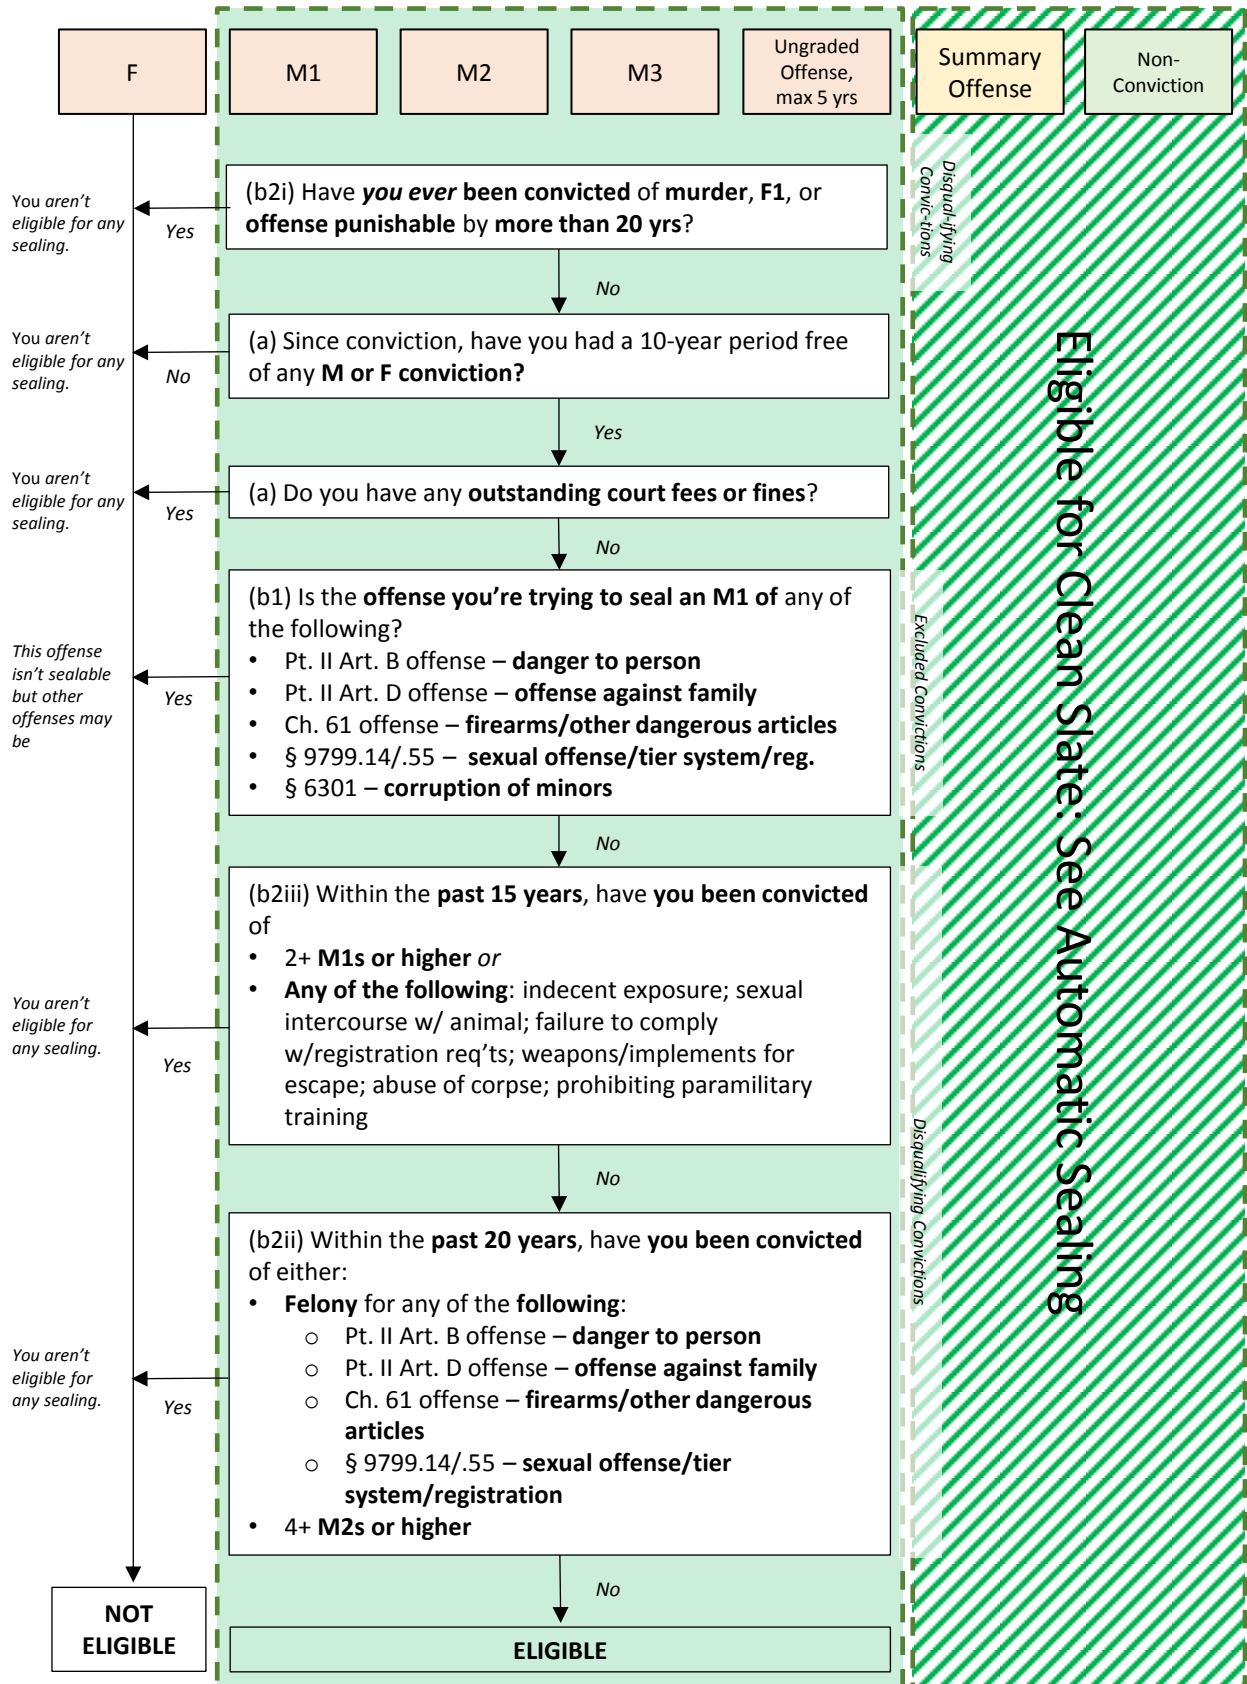 F
M1
M2
M3
Ungraded
Offense,
max 5 yrs
Summary
Offense
Non-
Conviction
Disqual-ifying
Convic-tions
(b2i) Have you ever been convicted of murder, F1, or
offense punishable by more than 20 yrs?
You aren't
eligible for any
sealing.
Yes
No
(a) Since conviction, have you had a 10-year period free
of any M or F conviction?
You aren't
eligible for any
sealing.
No
Yes
(a) Do you have any outstanding court fees or fines?
You aren't
eligible for any
sealing.
Yes
No
(b1) Is the offense you're trying to seal an M1 of any of
the following?
• Pt. II Art. B offense – danger to person
• Pt. II Art. D offense – offense against family
• Ch. 61 offense – firearms/other dangerous articles
• § 9799.14/.55 – sexual offense/tier system/reg.
• § 6301 – corruption of minors
This offense
isn't sealable
but other
offenses may
be
Yes
Excluded Convictions
No
(b2iii) Within the past 15 years, have you been convicted
of
• 2+ M1s or higher or
• Any of the following: indecent exposure; sexual
intercourse w/ animal; failure to comply
w/registration req'ts; weapons/implements for
escape; abuse of corpse; prohibiting paramilitary
training
You aren't
eligible for
any sealing.
Yes
No
Disqualifying Convictions
(b2ii) Within the past 20 years, have you been convicted
of either:
• Felony for any of the following:
o Pt. II Art. B offense – danger to person
o Pt. II Art. D offense – offense against family
o Ch. 61 offense – firearms/other dangerous
articles
o § 9799.14/.55 – sexual offense/tier
system/registration
• 4+ M2s or higher
You aren't
eligible for
any sealing.
Yes
No
NOT
ELIGIBLE
ELIGIBLE
Eligible for Clean Slate: See Automatic Sealing